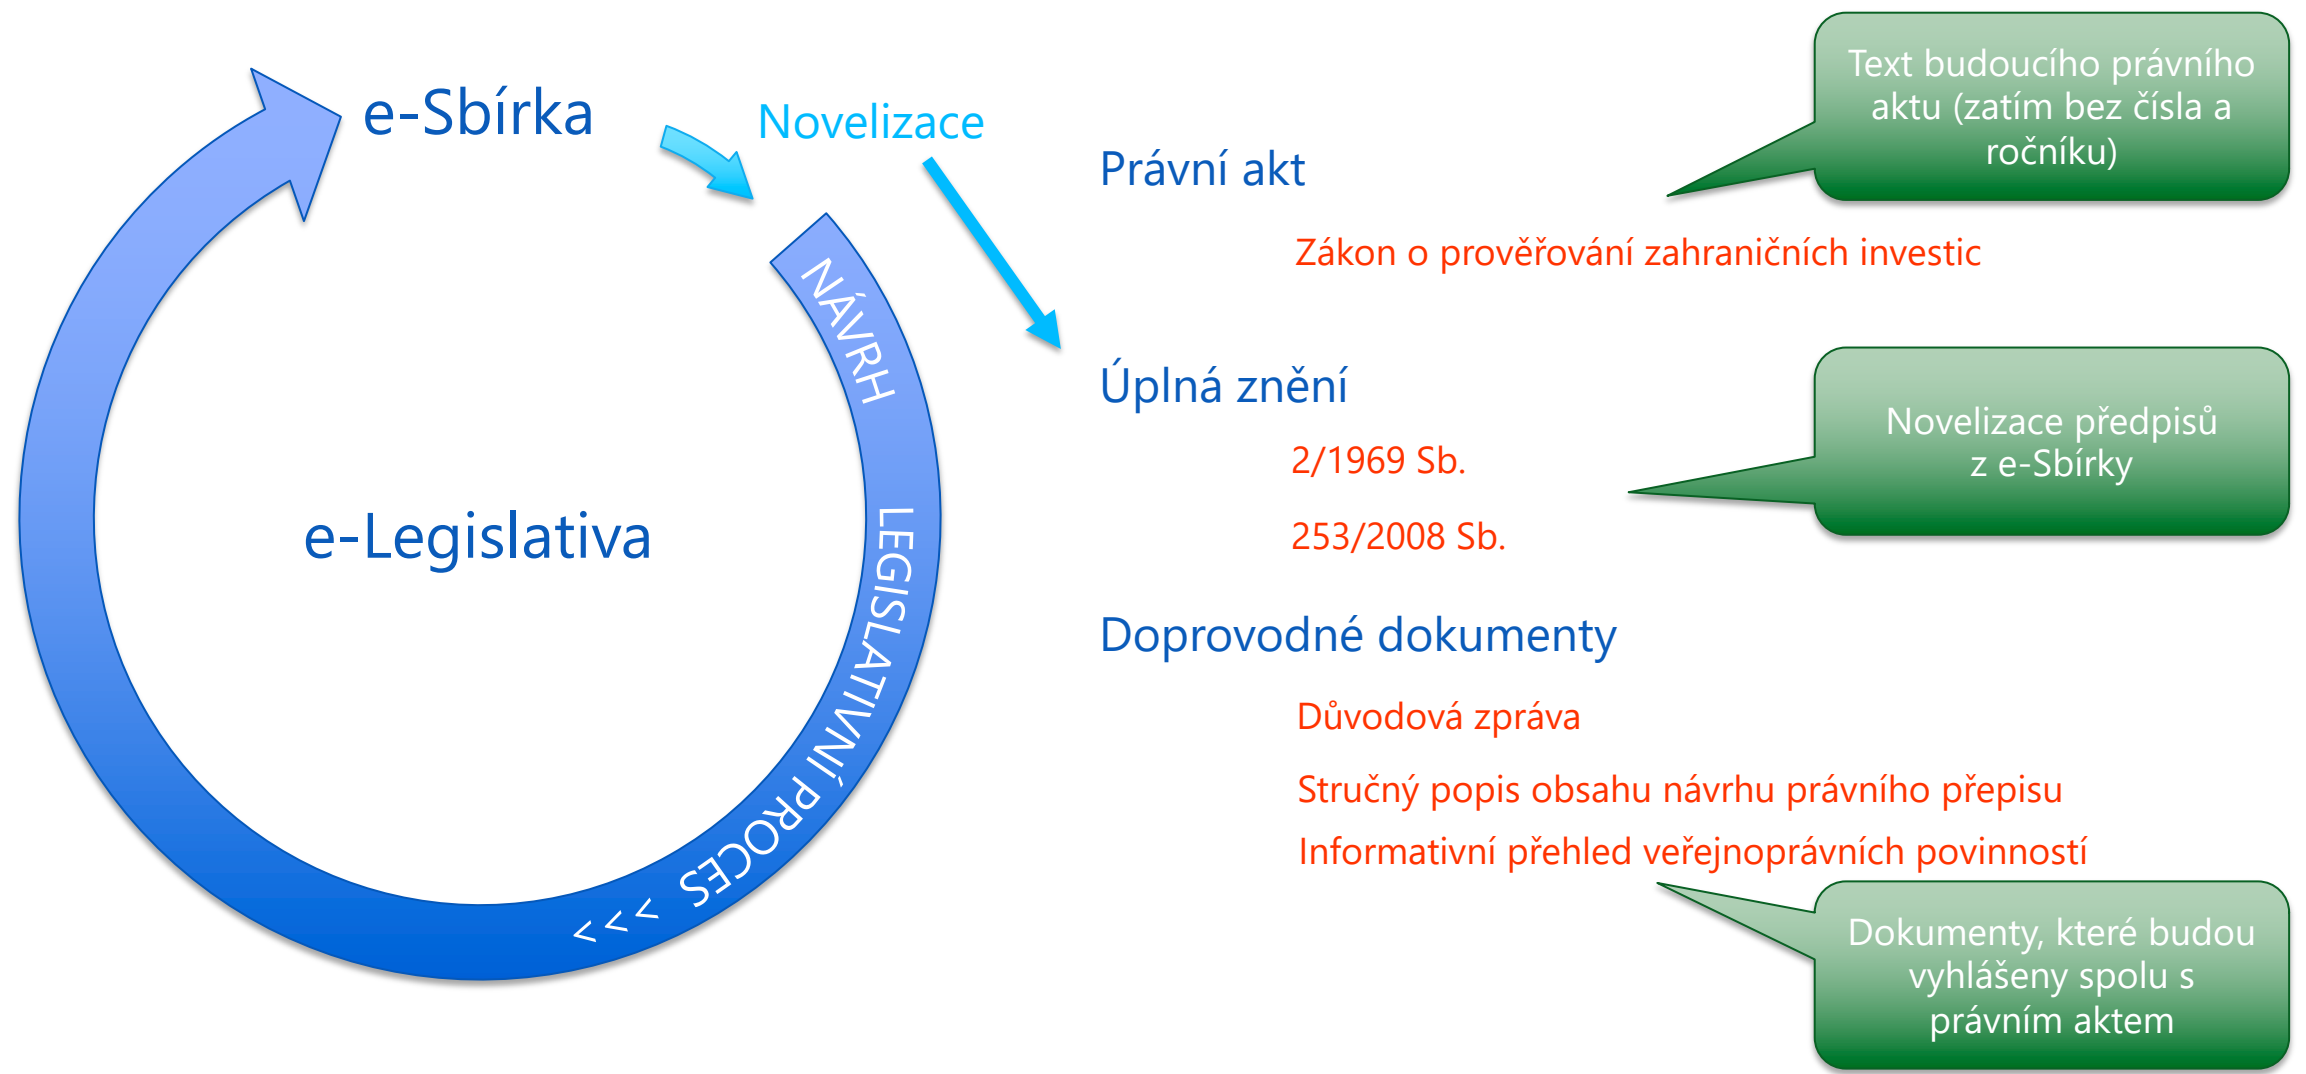 e-Sbírka
Novelizace
NÁVRH
LEGISLATIVNÍ PROCES >>>
e-Legislativa
Právní akt
Zákon o prověřování zahraničních investic
Úplná znění
2/1969 Sb.
253/2008 Sb.
Doprovodné dokumenty
Důvodová zpráva
Stručný popis obsahu návrhu právního přepisu
Informativní přehled veřejnoprávních povinností
Text budoucího právního
aktu (zatím bez čísla a
ročníku)
Novelizace předpisů
z e-Sbírky
Dokumenty, které budou
vyhlášeny spolu s
právním aktem